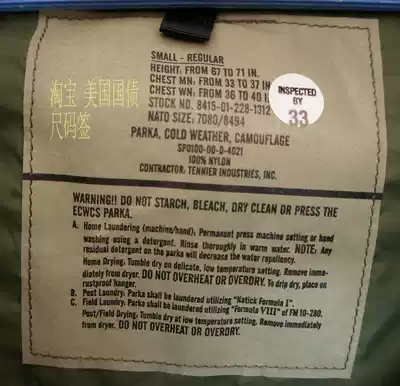 SMALL - REGULAR
HEIGHT: FROM 67 TO 71 IN.
CHEST MN: FROM 33 TO 37 IN
CHEST WN: FROM 36 TO 40 I
STOCK NO. 8415-01-228-1312
NATO SIZE: 7080/8494
PARKA, COLD WEATHER, CAMOUFLAGE
SPO100-00-D-4021
100% NYLON
CONTRACTOR: TENNIER INDUSTRIES, INC.
INSPECTED
BY
33
淘宝 美国国债
尺码签
WARNING!! DO NOT STARCH, BLEACH, DRY CLEAN OR PRESS THE
ECWCS PARKA.
A. Home Laundering (machine/hand): Permanent press machine setting or hand
washing using a detergent. Rinse thoroughly in warm water. NOTE: Any
residual detergent on the parka will decrease the water repellency.
Home Drying: Tumble dry on delicate, low temperature setting. Remove imme-
diately from dryer. DO NOT OVERHEAT OR OVERDRY. To drip dry, place on
rustproof hanger.
B. Post Laundry: Parka shall be laundered utilizing "Natick Formula I".
C. Field Laundry: Parka shall be laundered utilizing "Formula VIII" of FM 10-280.
Post/Field Drying: Tumble dry at low temperature setting. Remove immediately
from dryer. DO NOT OVERHEAT OR OVERDRY.